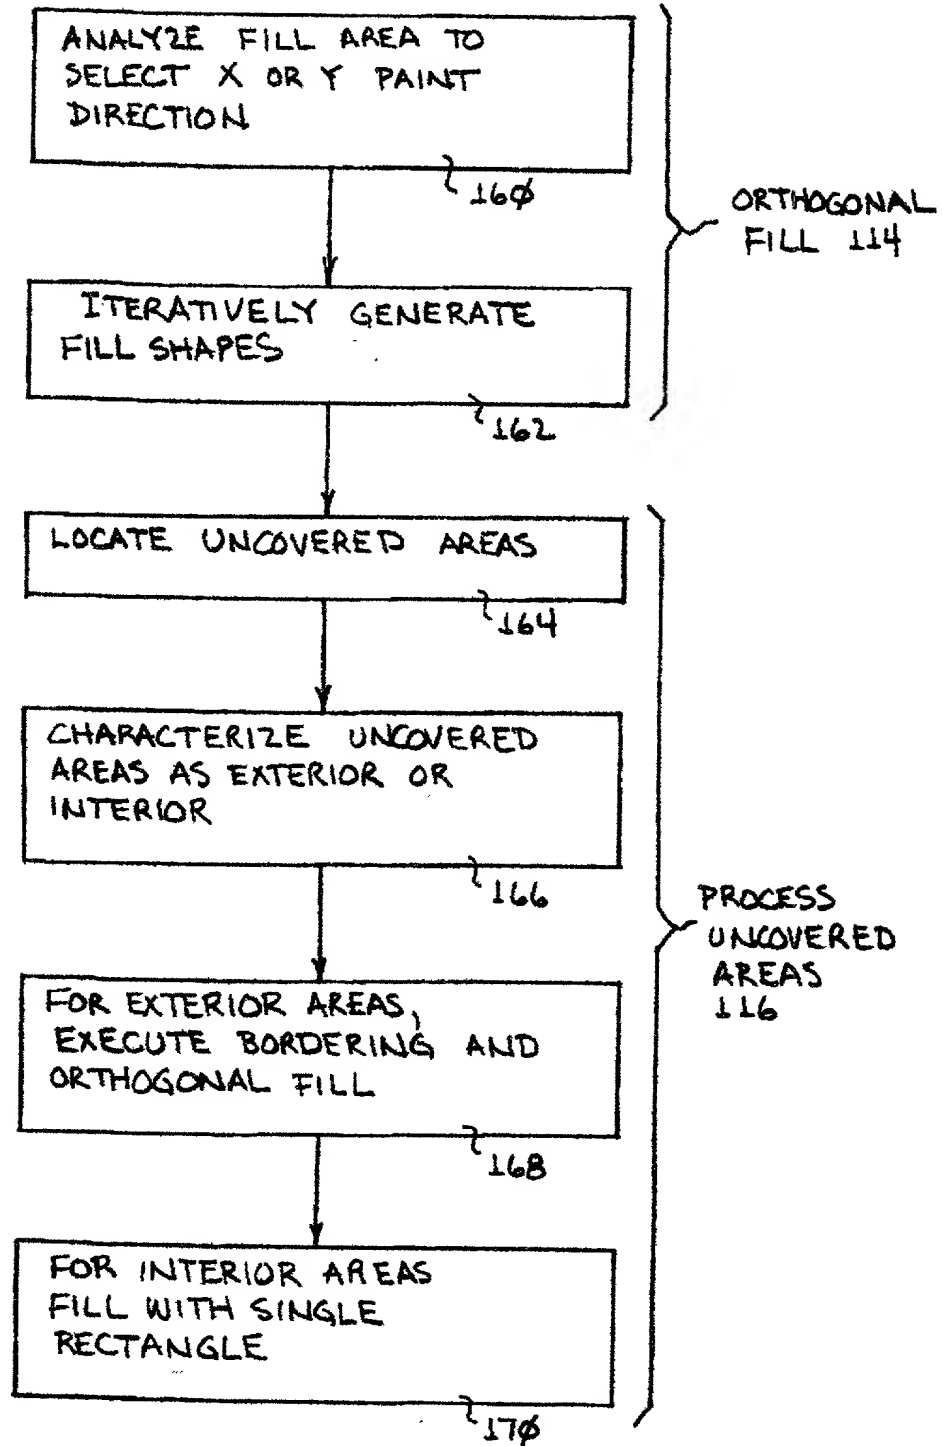 ANALYZE FILL AREA TO
SELECT X OR Y PAINT
DIRECTION
16ø
ORTHOGONAL
FILL 114
ITERATIVELY GENERATE
FILL SHAPES
162
LOCATE UNCOVERED AREAS
164
CHARACTERIZE UNCOVERED
AREAS AS EXTERIOR OR
INTERIOR
166
PROCESS
UNCOVERED
AREAS
116
FOR EXTERIOR AREAS,
EXECUTE BORDERING AND
ORTHOGONAL FILL
168
FOR INTERIOR AREAS
FILL WITH SINGLE
RECTANGLE
17ø